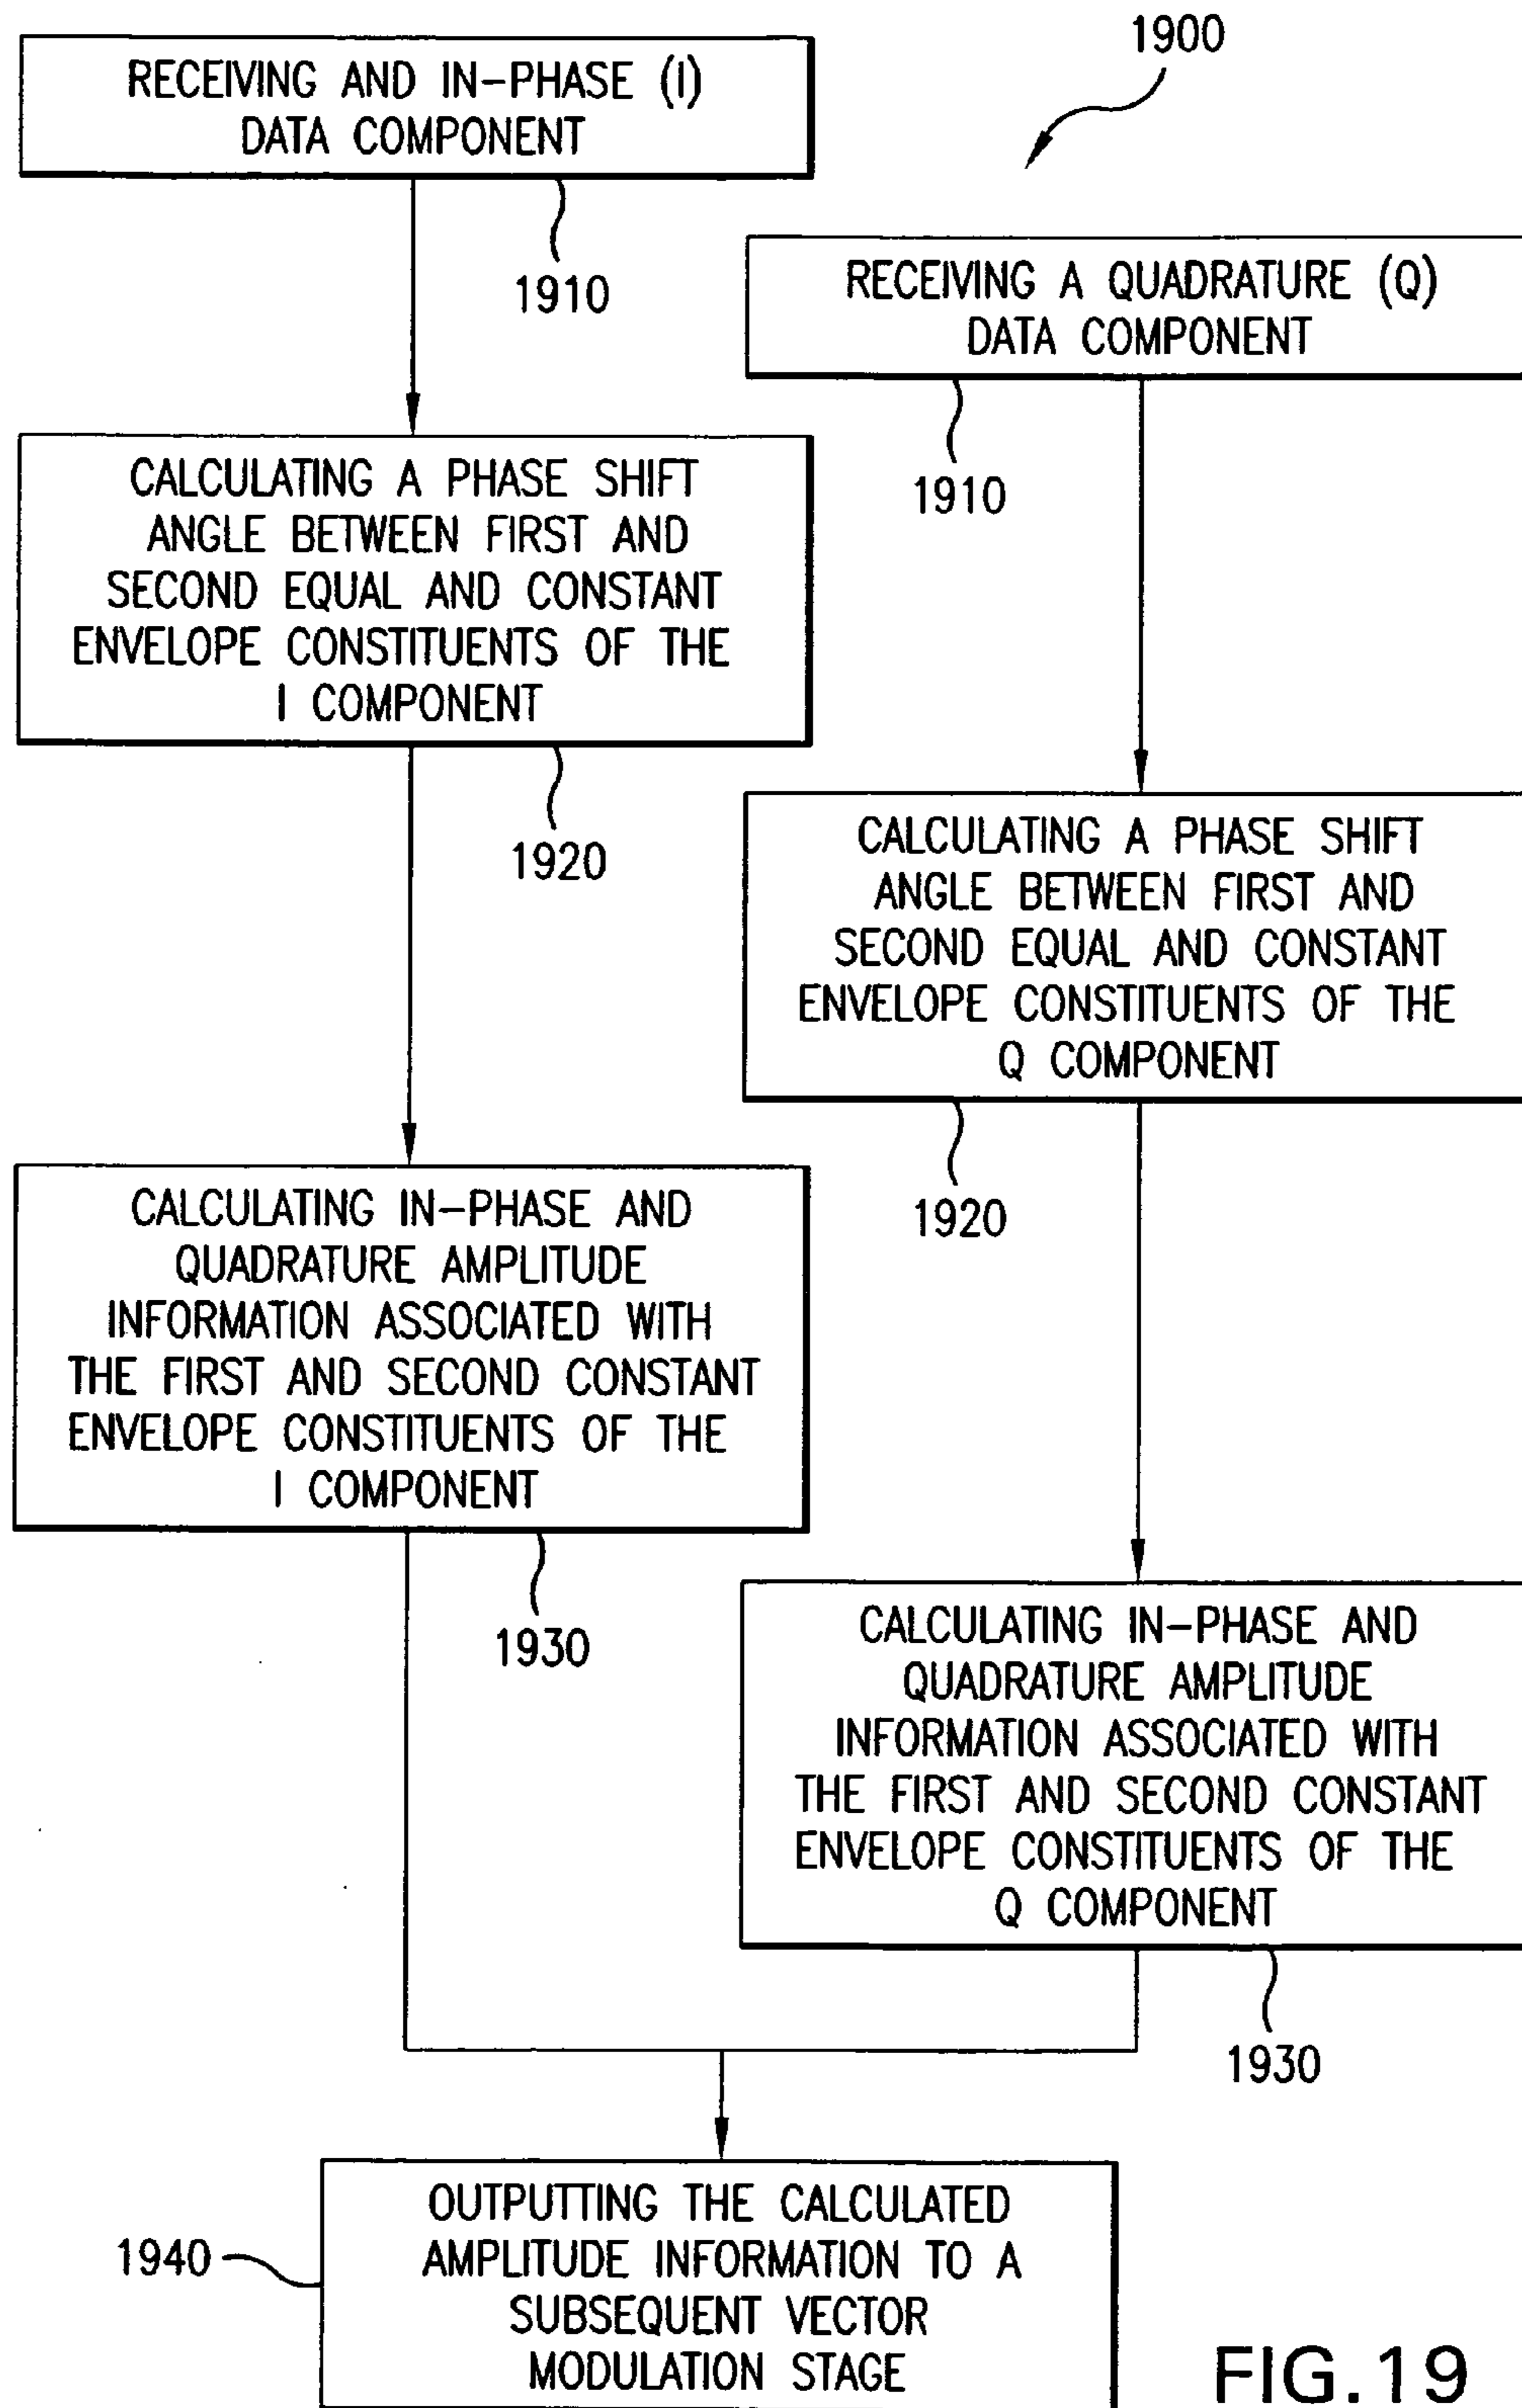 1900
RECEIVING AND IN-PHASE (I)
DATA COMPONENT
1910
RECEIVING A QUADRATURE (Q)
DATA COMPONENT
1910
CALCULATING A PHASE SHIFT
ANGLE BETWEEN FIRST AND
SECOND EQUAL AND CONSTANT
ENVELOPE CONSTITUENTS OF THE
I COMPONENT
1920
CALCULATING A PHASE SHIFT
ANGLE BETWEEN FIRST AND
SECOND EQUAL AND CONSTANT
ENVELOPE CONSTITUENTS OF THE
Q COMPONENT
1920
CALCULATING IN-PHASE AND
QUADRATURE AMPLITUDE
INFORMATION ASSOCIATED WITH
THE FIRST AND SECOND CONSTANT
ENVELOPE CONSTITUENTS OF THE
I COMPONENT
1930
CALCULATING IN-PHASE AND
QUADRATURE AMPLITUDE
INFORMATION ASSOCIATED WITH
THE FIRST AND SECOND CONSTANT
ENVELOPE CONSTITUENTS OF THE
Q COMPONENT
1930
1940
OUTPUTTING THE CALCULATED
AMPLITUDE INFORMATION TO A
SUBSEQUENT VECTOR
MODULATION STAGE
FIG.19